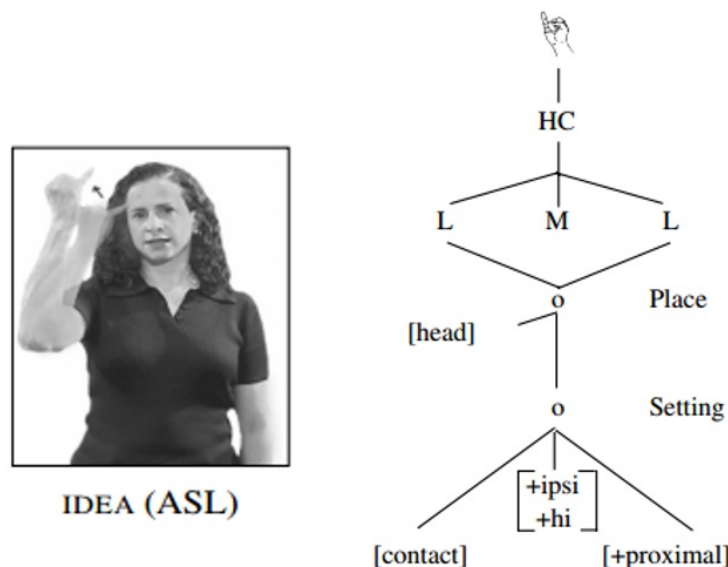 HC
L M L
o Place
[head]
o Setting
[+ipsi
+hi]
[contact] [+proximal]
IDEA (ASL)